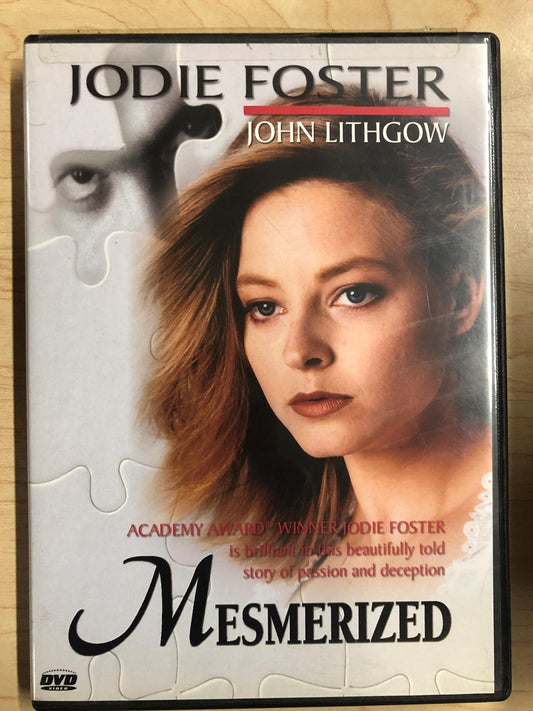 JODIE FOSTER
JOHN LITHGOW
ACADEMY AWARD™ WINNER JODIE FOSTER
is brilliant in this beautifully told
story of passion and deception
MESMERIZED
DVD
VIDEO